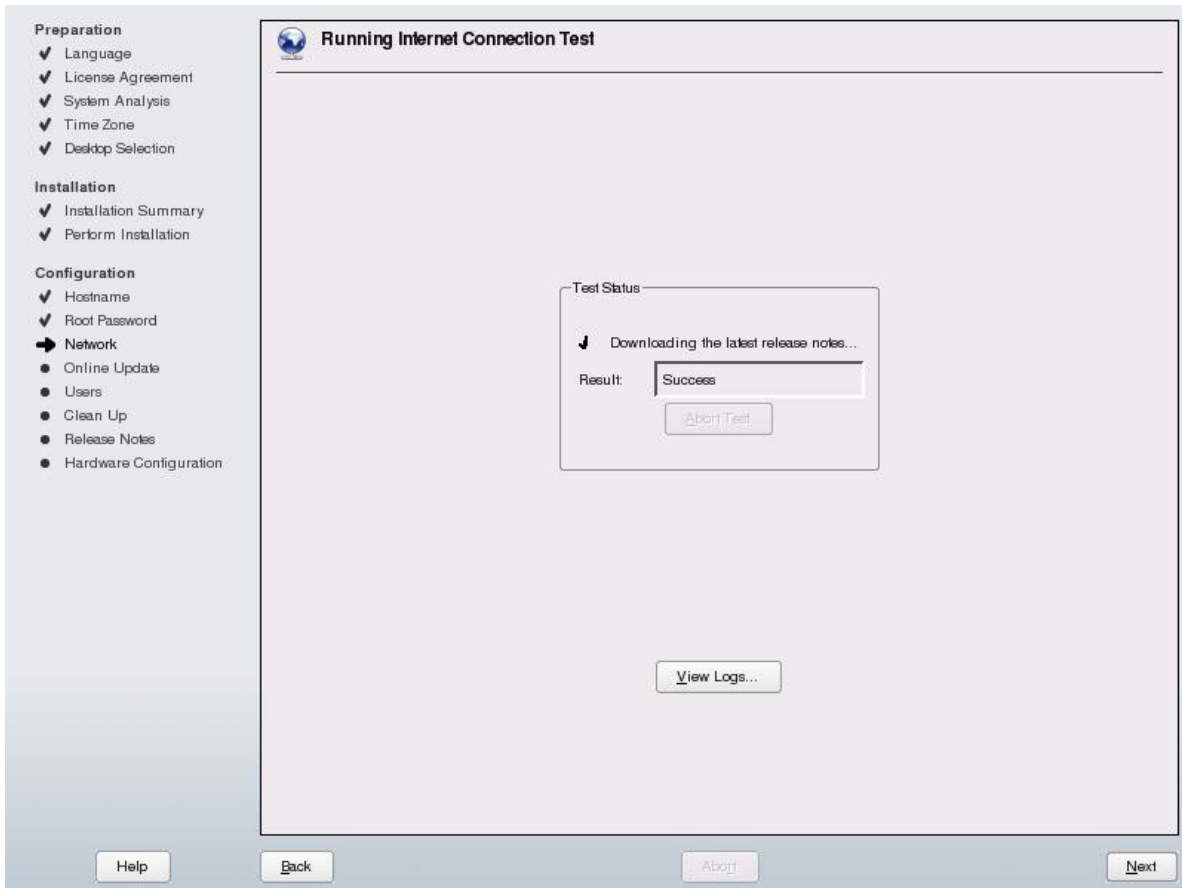 Preparation
Language
License Agreement
System Analysis
Time Zone
Desktop Selection
Installation
Installation Summary
Perform Installation
Configuration
Hostname
Root Password
Network
Online Update
Users
Clean Up
Release Notes
Hardware Configuration
Running Internet Connection Test
Test Status
Downloading the latest release notes...
Result: Success
Abort Test
View Logs...
Help Back Abort Next